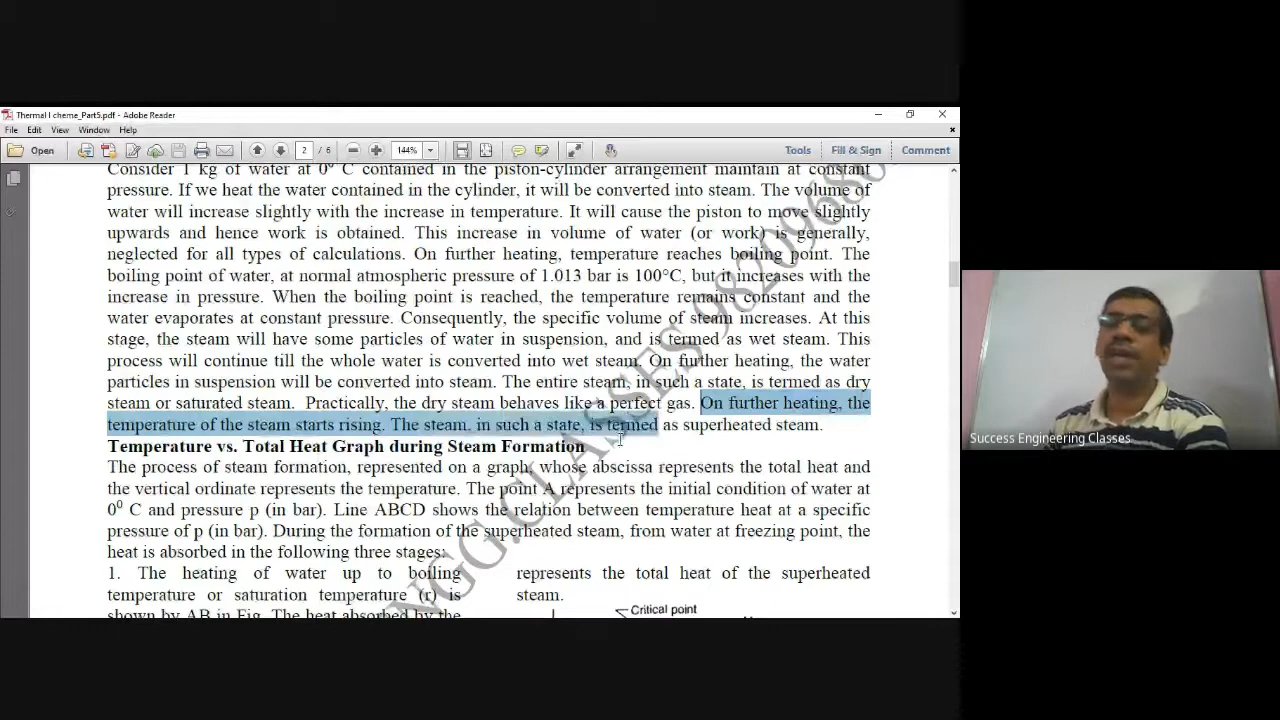 Thermal I cheme_Part5.pdf - Adobe Reader
File Edit View Window Help
Open 2 / 6 144% Tools Fill & Sign Comment
Consider 1 kg of water at 0⁰ C contained in the piston-cylinder arrangement maintain at constant
pressure. If we heat the water contained in the cylinder, it will be converted into steam. The volume of
water will increase slightly with the increase in temperature. It will cause the piston to move slightly
upwards and hence work is obtained. This increase in volume of water (or work) is generally,
neglected for all types of calculations. On further heating, temperature reaches boiling point. The
boiling point of water, at normal atmospheric pressure of 1.013 bar is 100°C, but it increases with the
increase in pressure. When the boiling point is reached, the temperature remains constant and the
water evaporates at constant pressure. Consequently, the specific volume of steam increases. At this
stage, the steam will have some particles of water in suspension, and is termed as wet steam. This
process will continue till the whole water is converted into wet steam. On further heating, the water
particles in suspension will be converted into steam. The entire steam, in such a state, is termed as dry
steam or saturated steam. Practically, the dry steam behaves like a perfect gas. On further heating, the
temperature of the steam starts rising. The steam. in such a state, is termed as superheated steam.
Temperature vs. Total Heat Graph during Steam Formation
The process of steam formation, represented on a graph, whose abscissa represents the total heat and
the vertical ordinate represents the temperature. The point A represents the initial condition of water at
0⁰ C and pressure p (in bar). Line ABCD shows the relation between temperature heat at a specific
pressure of p (in bar). During the formation of the superheated steam, from water at freezing point, the
heat is absorbed in the following three stages:
1. The heating of water up to boiling
temperature or saturation temperature (r) is
shown by AB in Fig. The heat absorbed by the
represents the total heat of the superheated
steam.
Critical point
NGG.CLASSES 982096
Success Engineering Classes